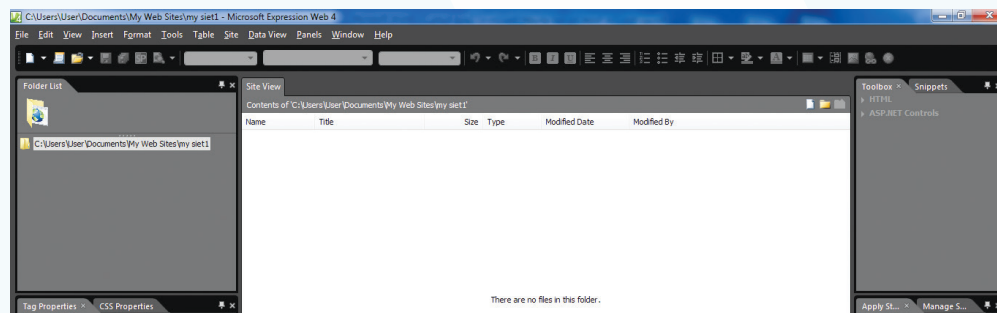 C:\Users\User\Documents\My Web Sites\my siet1 - Microsoft Expression Web 4
File Edit View Insert Format Tools Table Site Data View Panels Window Help
Folder List
C:\Users\User\Documents\My Web Sites\my siet1
Site View
Contents of 'C:\Users\User\Documents\My Web Sites\my siet1'
Name Title Size Type Modified Date Modified By
There are no files in this folder.
Toolbox Snippets
HTML
ASP.NET Controls
Tag Properties CSS Properties
Apply St... Manage S...